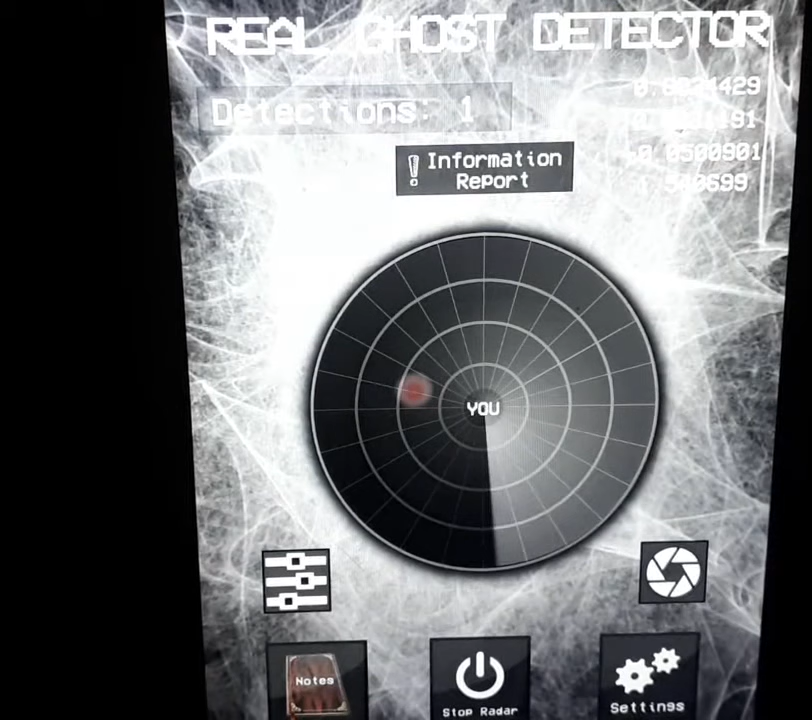 REAL GHOST DETECTOR
Detections: 1
Information
Report
YOU
Notes
Stop Radar
Settings